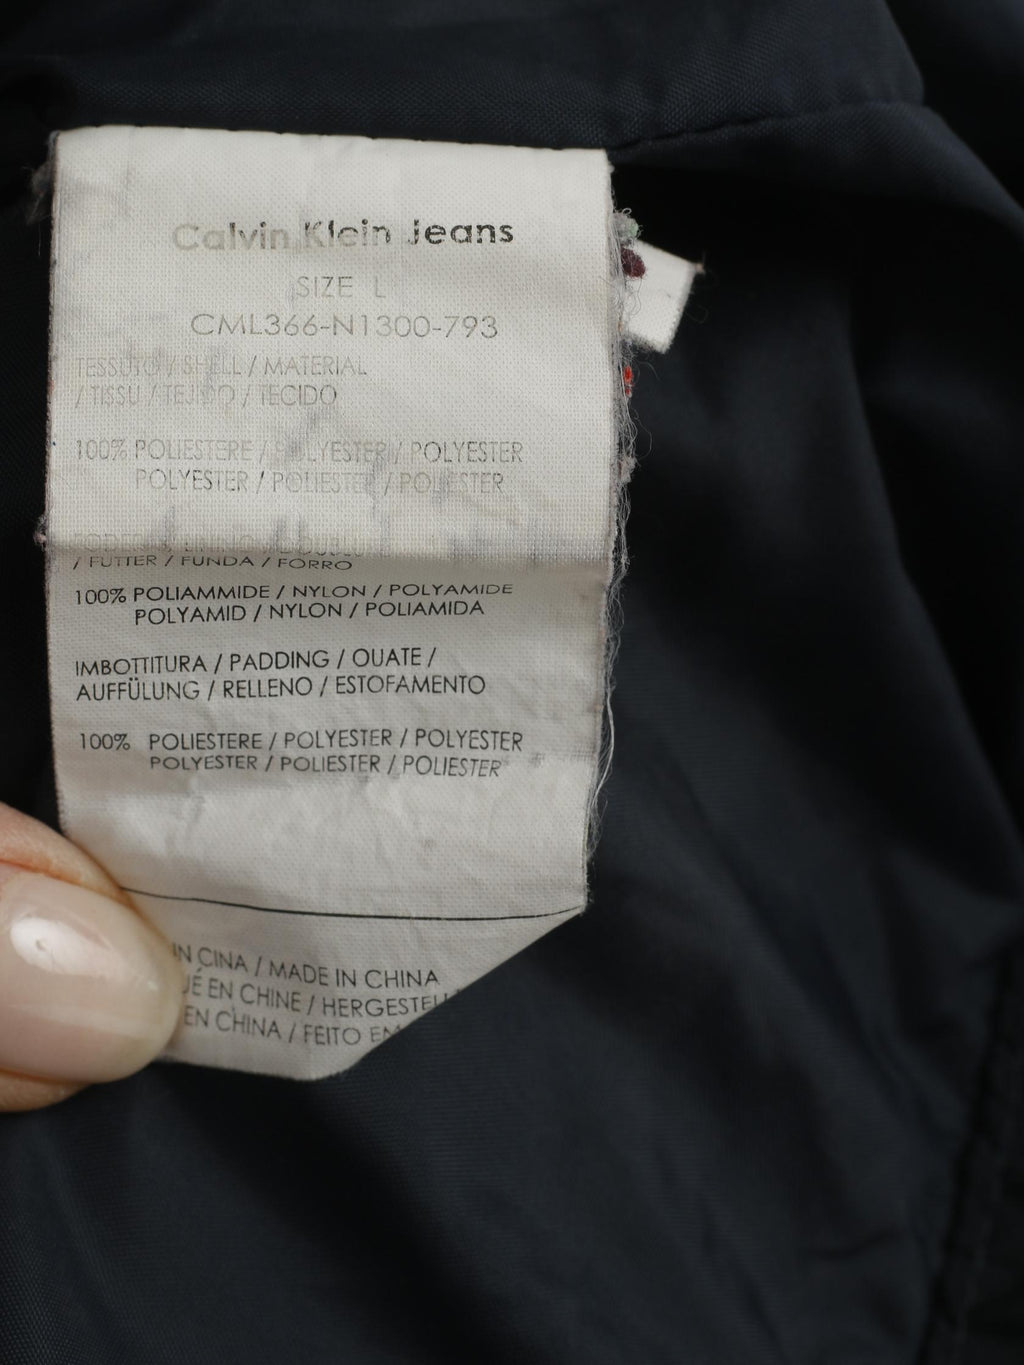 Calvin Klein Jeans
SIZE L
CML366-N1300-793
TESSUTO / SHELL / MATERIAL
/ TISSU / TEJIDO / TECIDO
100% POLIESTERE / POLYESTER / POLYESTER
POLYESTER / POLIESTER / POLIESTER
/ FUTTER / FUNDA / FORRO
100% POLIAMMIDE / NYLON / POLYAMIDE
POLYAMID / NYLON / POLIAMIDA
IMBOTTITURA / PADDING / OUATE /
AUFFÜLUNG / RELLENO / ESTOFAMENTO
100% POLIESTERE / POLYESTER / POLYESTER
POLYESTER / POLIESTER / POLIESTER
IN CINA / MADE IN CHINA
EN CHINE /
EN CHINA / FEITO EM